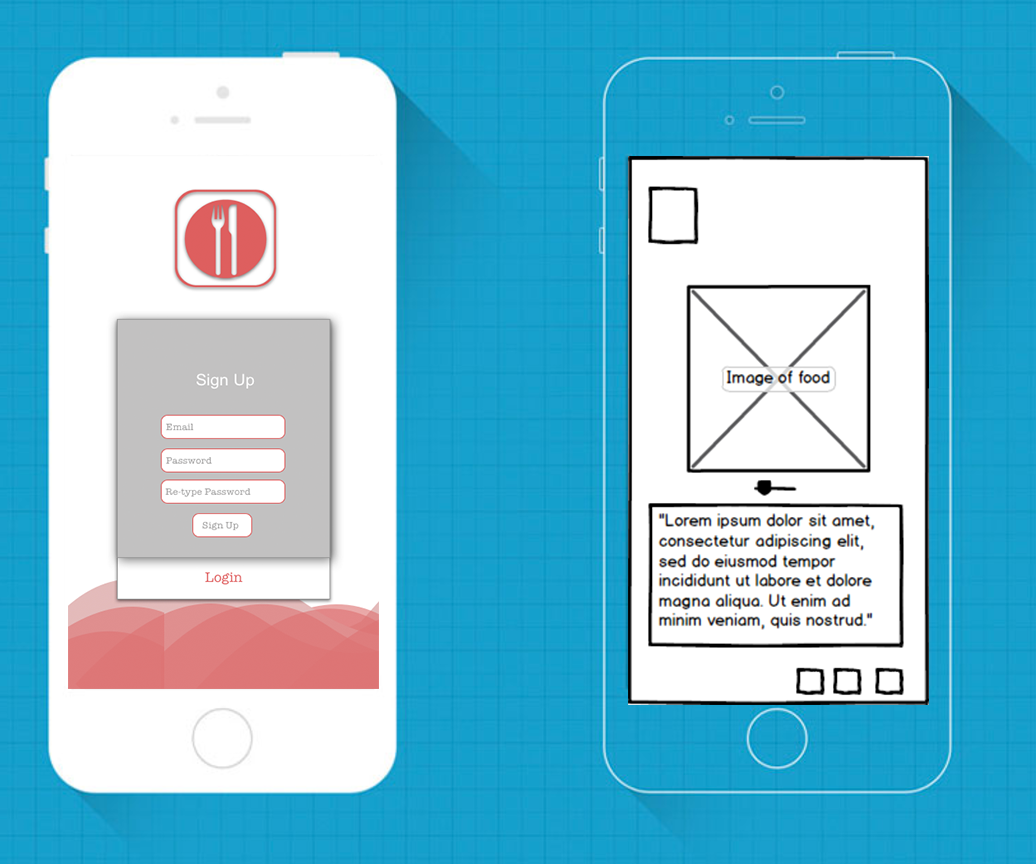 Sign Up
Email
Password
Re-type Password
Sign Up
Login
Image of food
"Lorem ipsum dolor sit amet,
consectetur adipiscing elit,
sed do eiusmod tempor
incididunt ut labore et dolore
magna aliqua. Ut enim ad
minim veniam, quis nostrud."